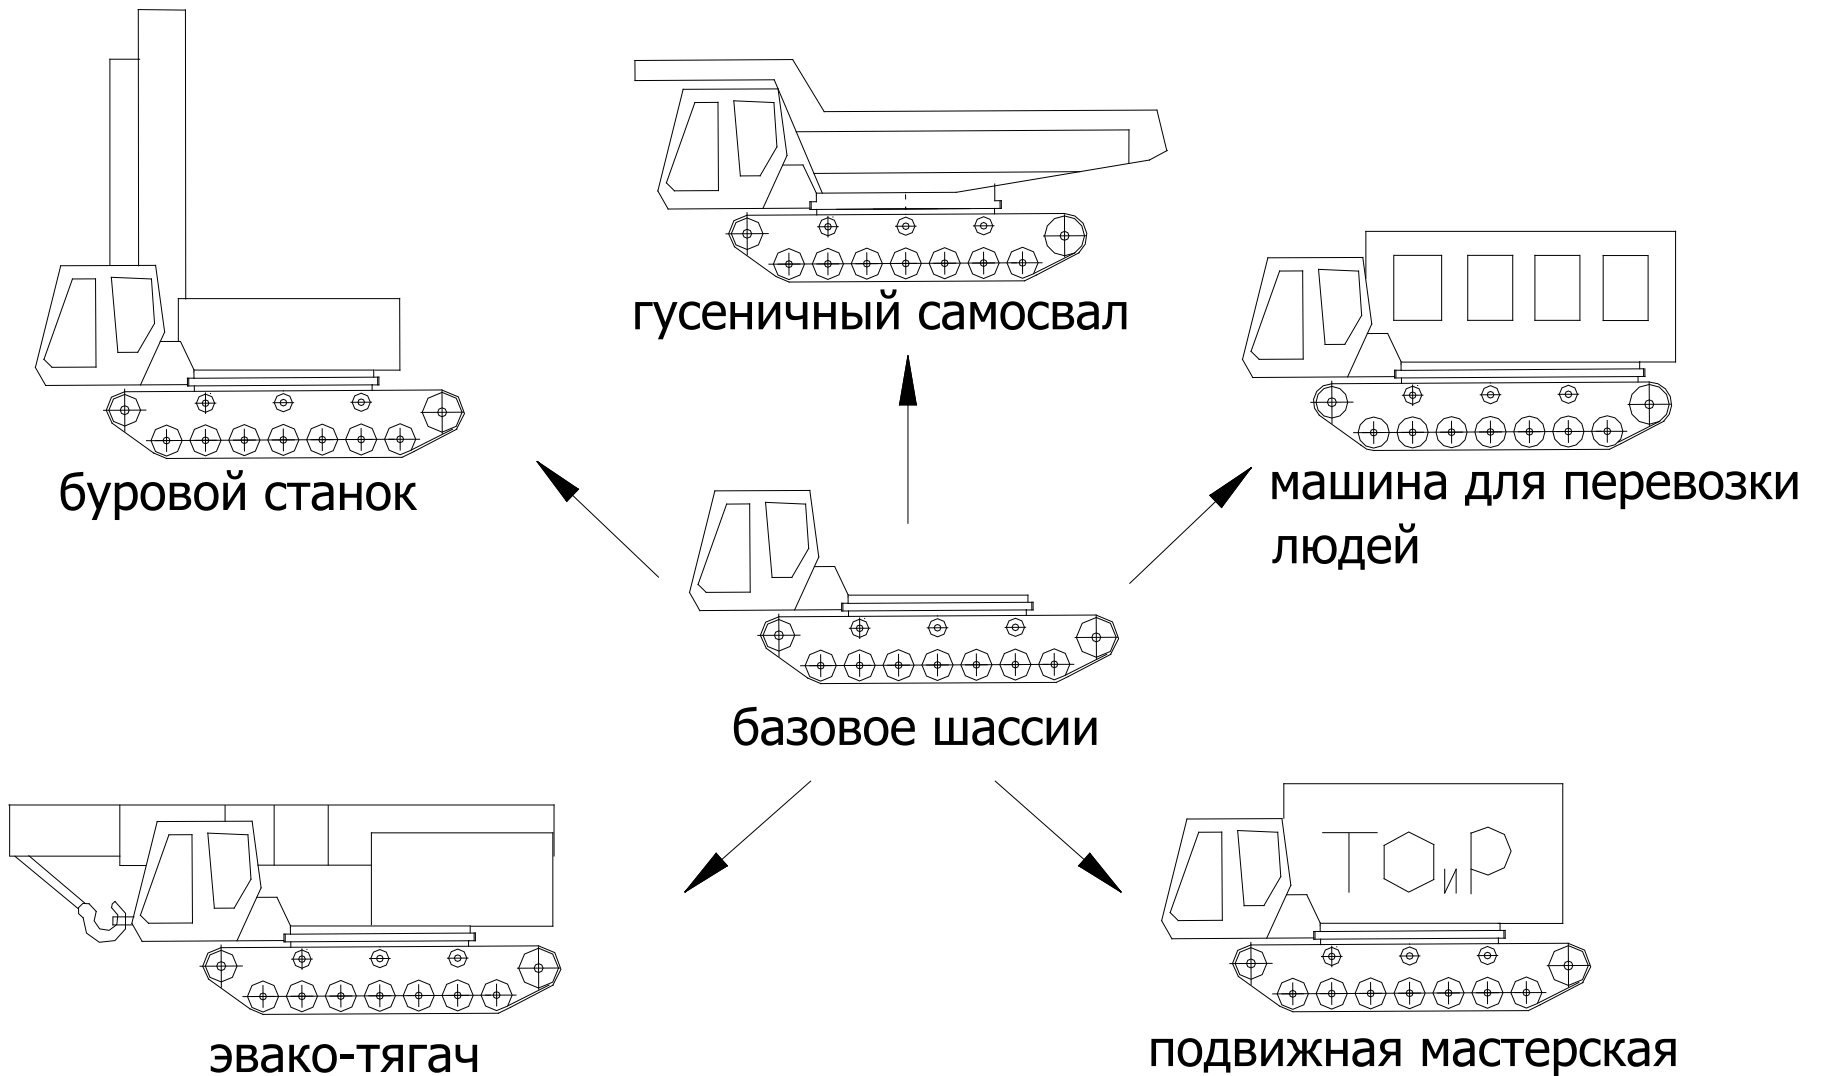 гусеничный самосвал
буровой станок
машина для перевозки
людей
базовое шассии
ТОиР
эвако-тягач
подвижная мастерская